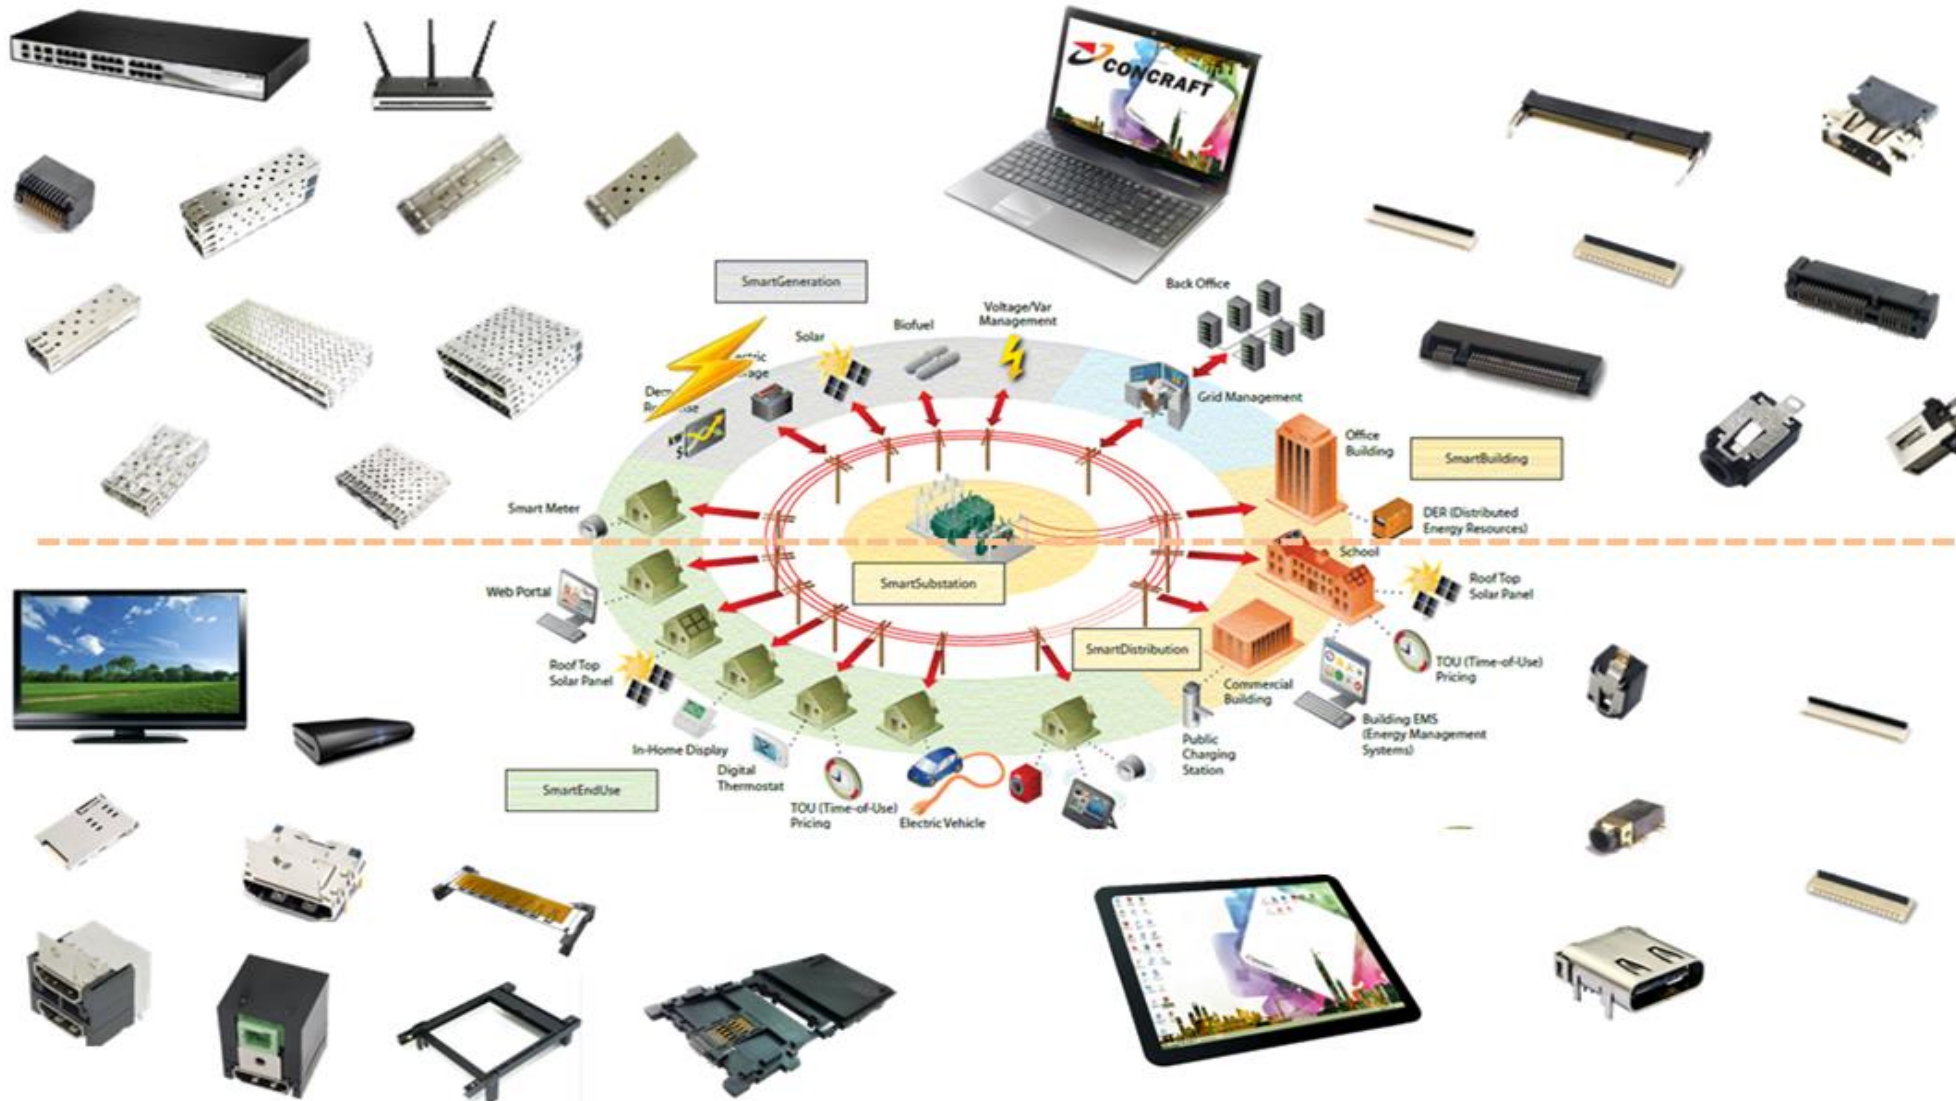 CONCRAFT
SmartGeneration
Back Office
Voltage/Var
Management
Biofuel
Solar
Grid Management
Office
Building
SmartBuilding
Smart Meter
DER (Distributed
Energy Resources)
School
SmartSubstation
Web Portal
Roof Top
Solar Panel
SmartDistribution
TOU (Time-of-Use)
Pricing
Roof Top
Solar Panel
Commercial
Building
Building EMS
(Energy Management
Systems)
Public
Charging
Station
In-Home Display
Digital
Thermostat
SmartEndUse
TOU (Time-of-Use)
Pricing
Electric Vehicle